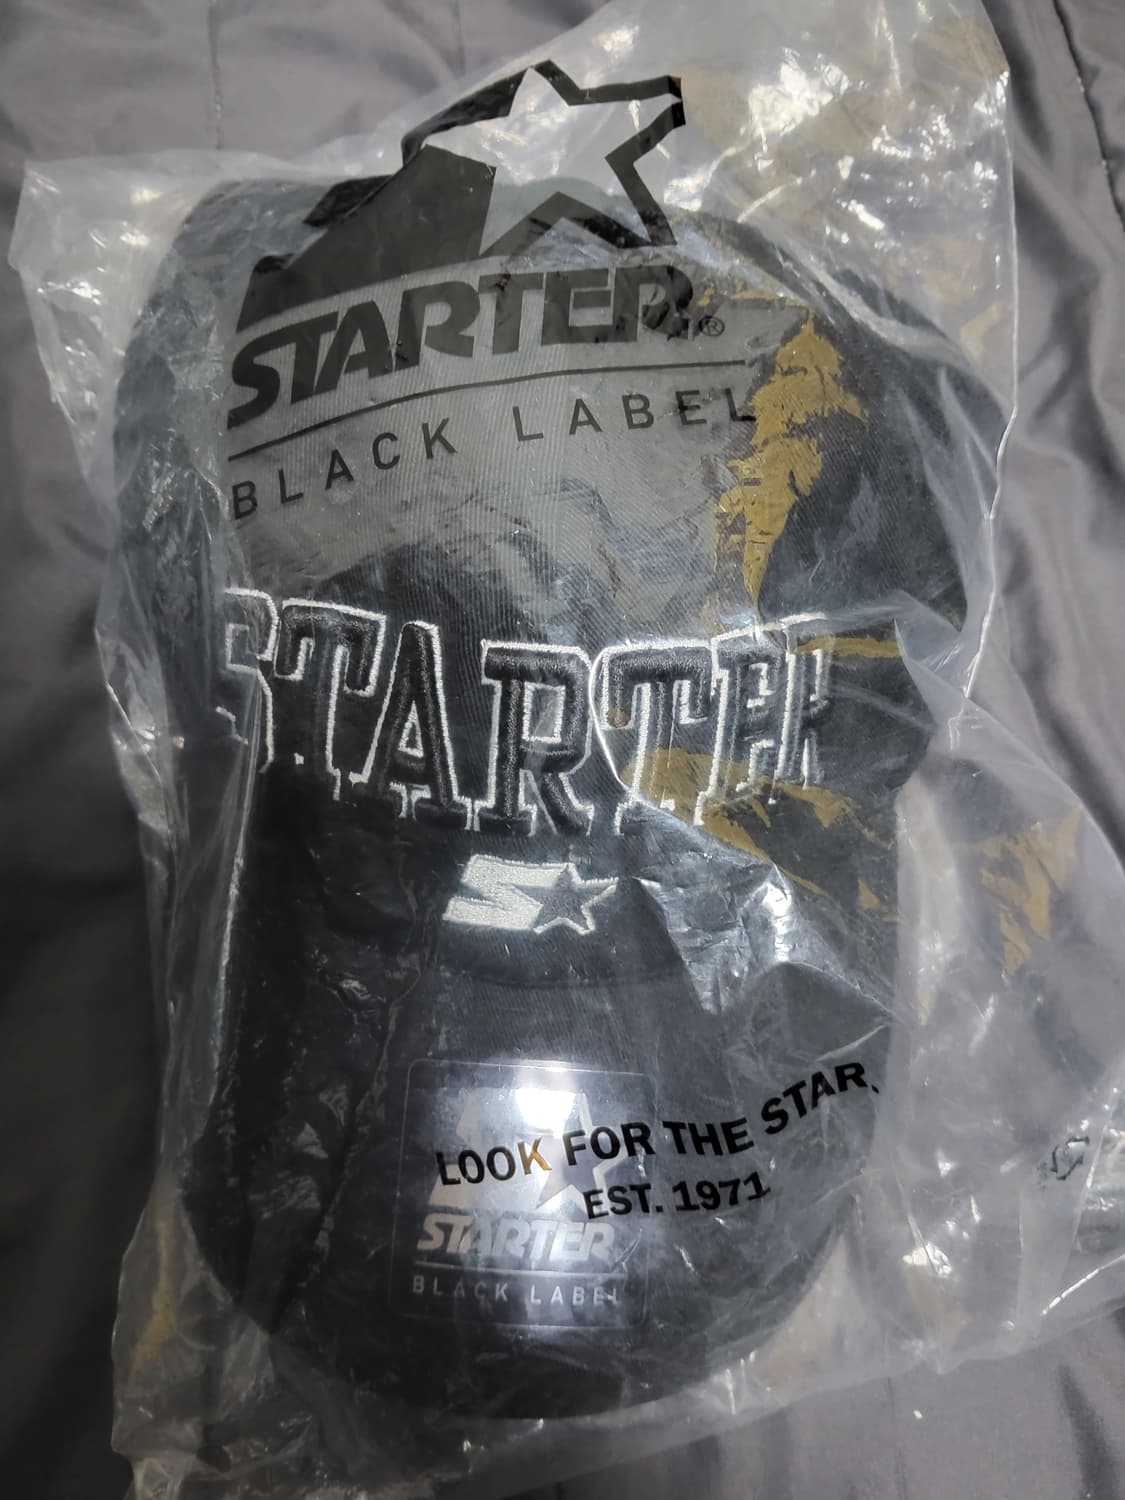 STARTER®
BLACK LABEL
STARTER
LOOK FOR THE STAR.
EST. 1971
STARTER
BLACK LABEL